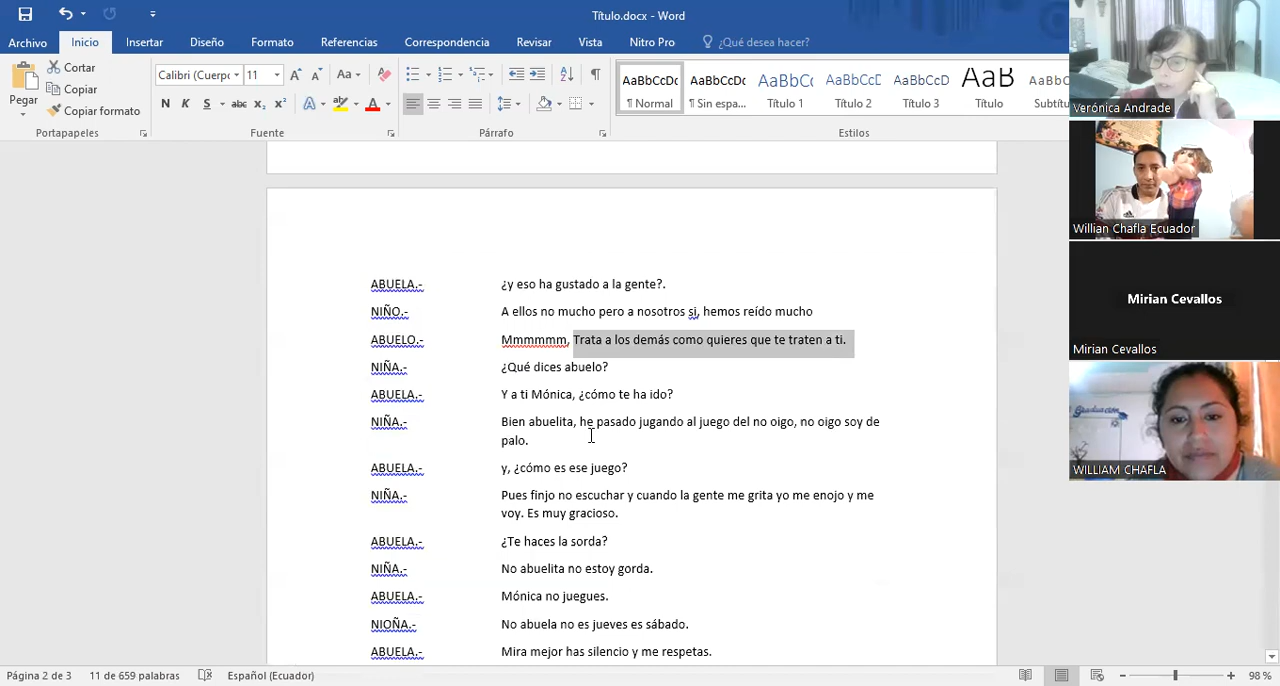 Título.docx - Word
Archivo Inicio Insertar Diseño Formato Referencias Correspondencia Revisar Vista Nitro Pro ¿Qué desea hacer?
Pegar
Cortar
Copiar
Copiar formato
Portapapeles
Calibri (Cuerpo 11
Aa
N K S abc x₂ x²
Fuente
Párrafo
AaBbCcDc AaBbCcDc AaBbCc AaBbCcD AaBbCcD AaB AaBbCcD
¶ Normal ¶ Sin espa... Título 1 Título 2 Título 3 Título Subtítu
Estilos
ABUELA.- ¿y eso ha gustado a la gente?.
NIÑO.- A ellos no mucho pero a nosotros si, hemos reído mucho
ABUELO.- Mmmmmm, Trata a los demás como quieres que te traten a ti.
NIÑA.- ¿Qué dices abuelo?
ABUELA.- Y a ti Mónica, ¿cómo te ha ido?
NIÑA.- Bien abuelita, he pasado jugando al juego del no oigo, no oigo soy de
palo.
ABUELA.- y, ¿cómo es ese juego?
NIÑA.- Pues finjo no escuchar y cuando la gente me grita yo me enojo y me
voy. Es muy gracioso.
ABUELA.- ¿Te haces la sorda?
NIÑA.- No abuelita no estoy gorda.
ABUELA.- Mónica no juegues.
NIOÑA.- No abuela no es jueves es sábado.
ABUELA.- Mira mejor has silencio y me respetas.
Página 2 de 3 11 de 659 palabras Español (Ecuador) 98 %
Verónica Andrade
Willian Chafla Ecuador
Mirian Cevallos
Mirian Cevallos
WILLIAM CHAFLA